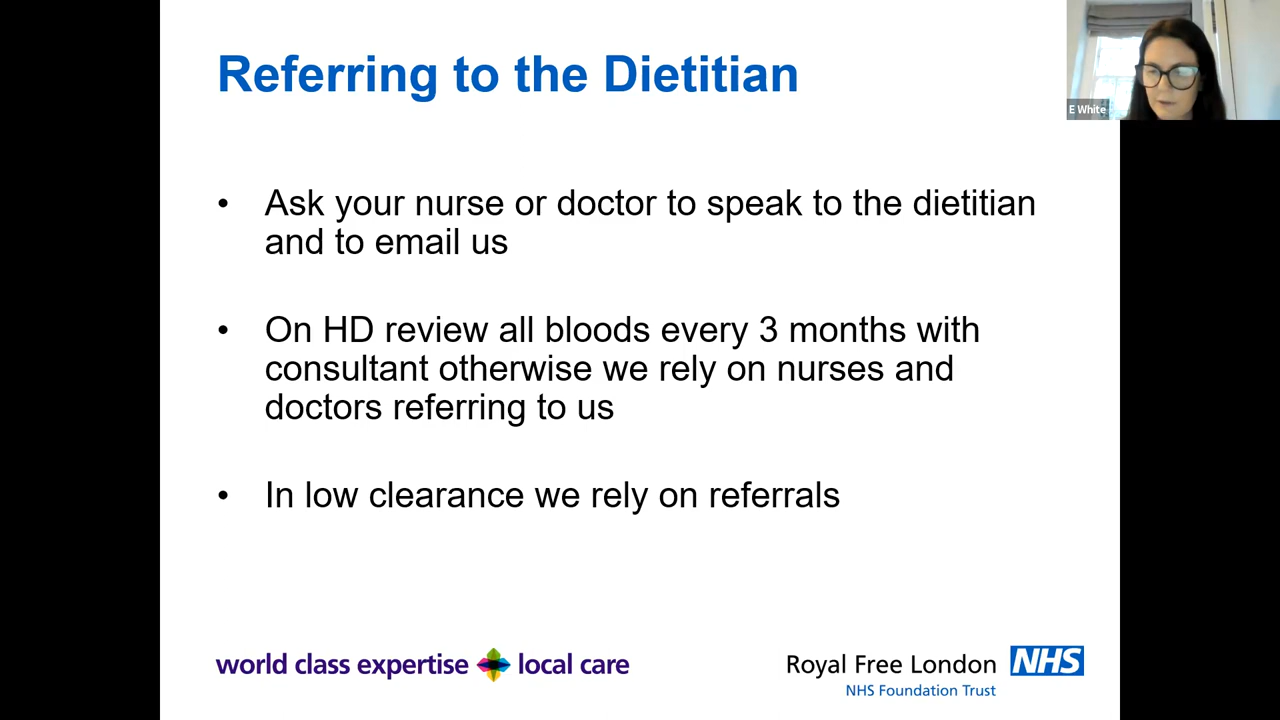 Referring to the Dietitian
E White
• Ask your nurse or doctor to speak to the dietitian
and to email us
• On HD review all bloods every 3 months with
consultant otherwise we rely on nurses and
doctors referring to us
• In low clearance we rely on referrals
world class expertise local care
Royal Free London NHS
NHS Foundation Trust